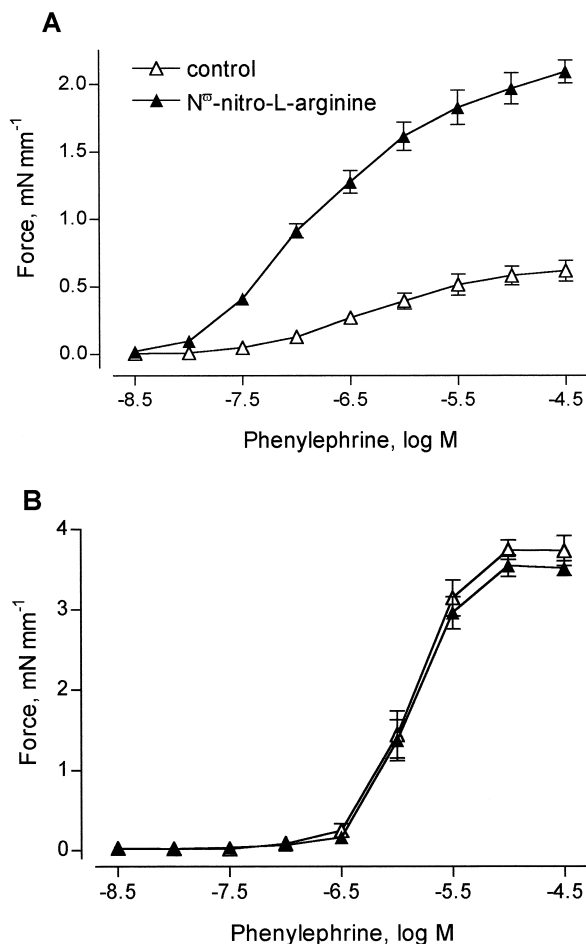 A
control
Nϖ-nitro-L-arginine
2.0
1.5
1.0
0.5
0.0
Force, mN mm-1
-8.5 -7.5 -6.5 -5.5 -4.5
Phenylephrine, log M
B
4
3
2
1
0
Force, mN mm-1
-8.5 -7.5 -6.5 -5.5 -4.5
Phenylephrine, log M